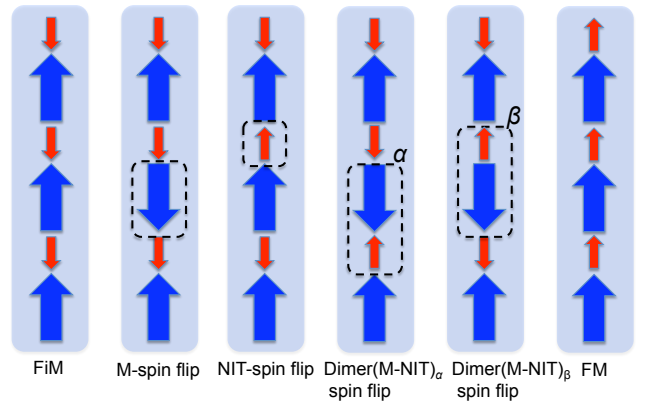 α
β
FiM
M-spin flip
NIT-spin flip
Dimer(M-NIT)α
spin flip
Dimer(M-NIT)β
spin flip
FM